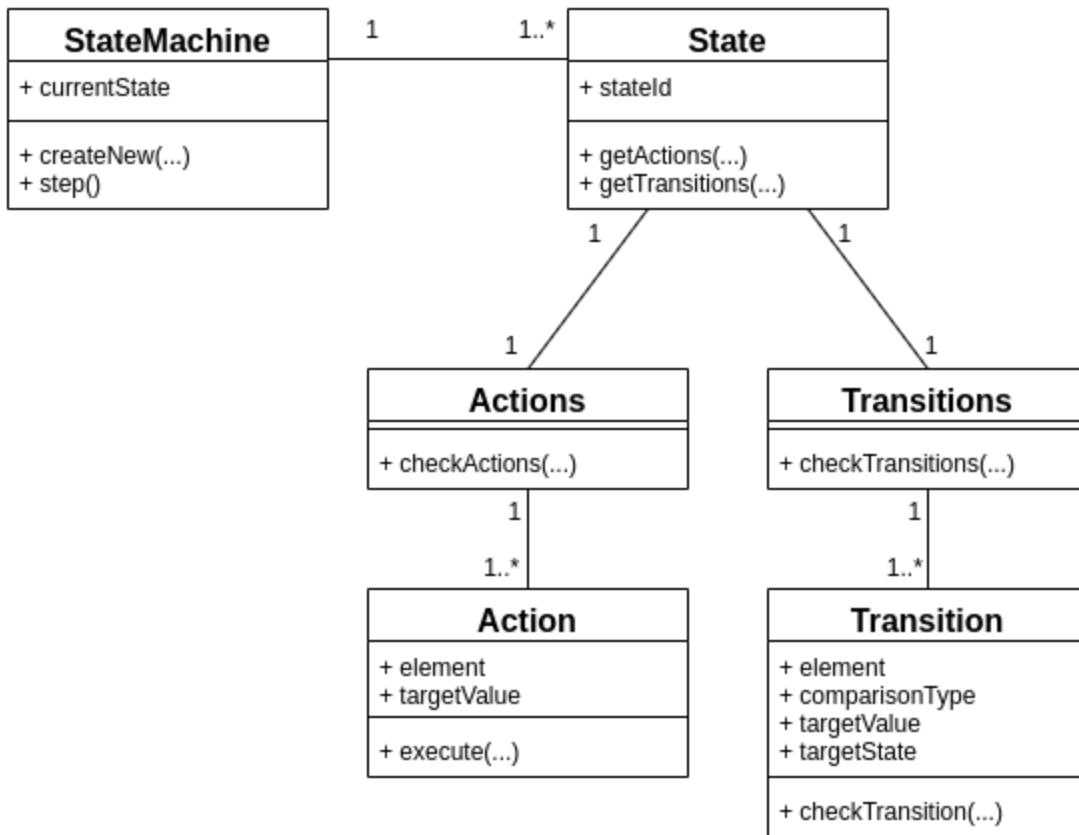 StateMachine
+ currentState
+ createNew(...)
+ step()
1
1..*
State
+ stateId
+ getActions(...)
+ getTransitions(...)
1
1
1
1
Actions
+ checkActions(...)
Transitions
+ checkTransitions(...)
1
1
1..*
1..*
Action
+ element
+ targetValue
+ execute(...)
Transition
+ element
+ comparisonType
+ targetValue
+ targetState
+ checkTransition(...)